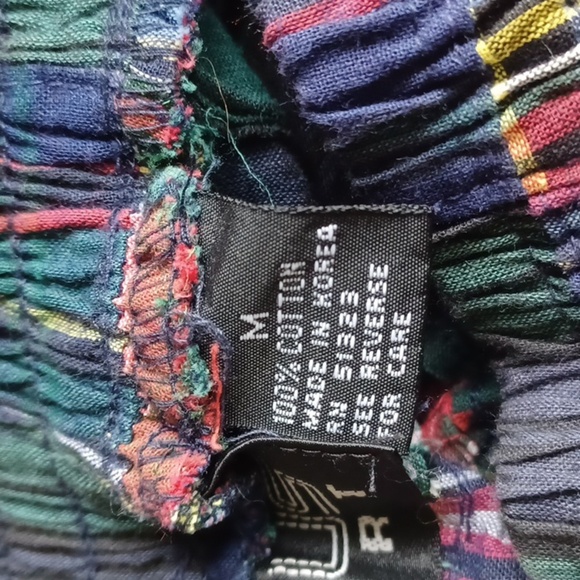 M
100% COTTON
MADE IN KOREA
RN 51323
SEE REVERSE
FOR CARE